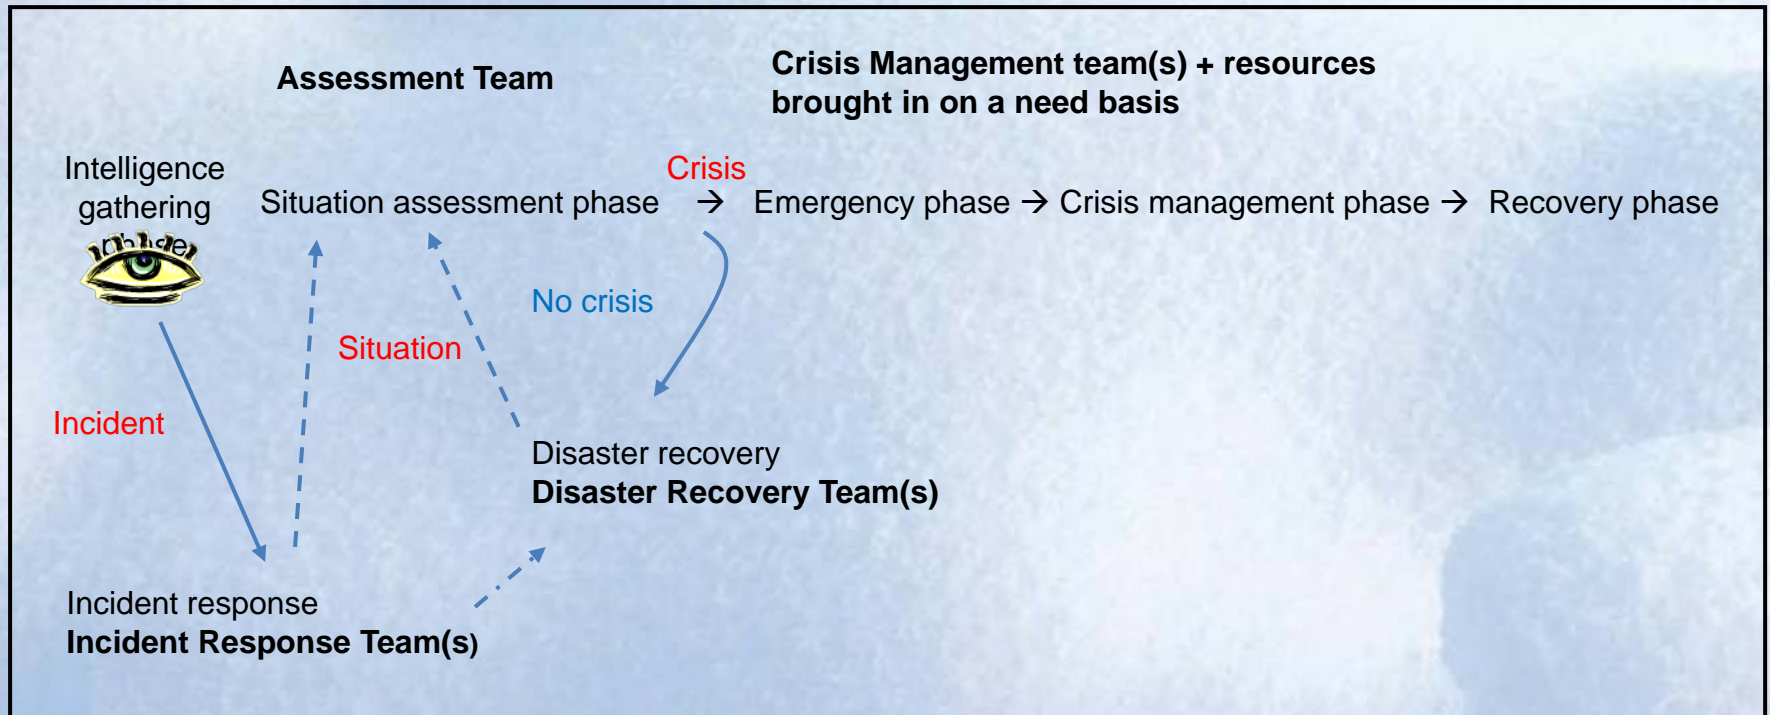 Assessment Team
Crisis Management team(s) + resources
brought in on a need basis
Intelligence
gathering
phase
Situation assessment phase → Emergency phase → Crisis management phase → Recovery phase
Crisis
No crisis
Situation
Incident
Disaster recovery
Disaster Recovery Team(s)
Incident response
Incident Response Team(s)